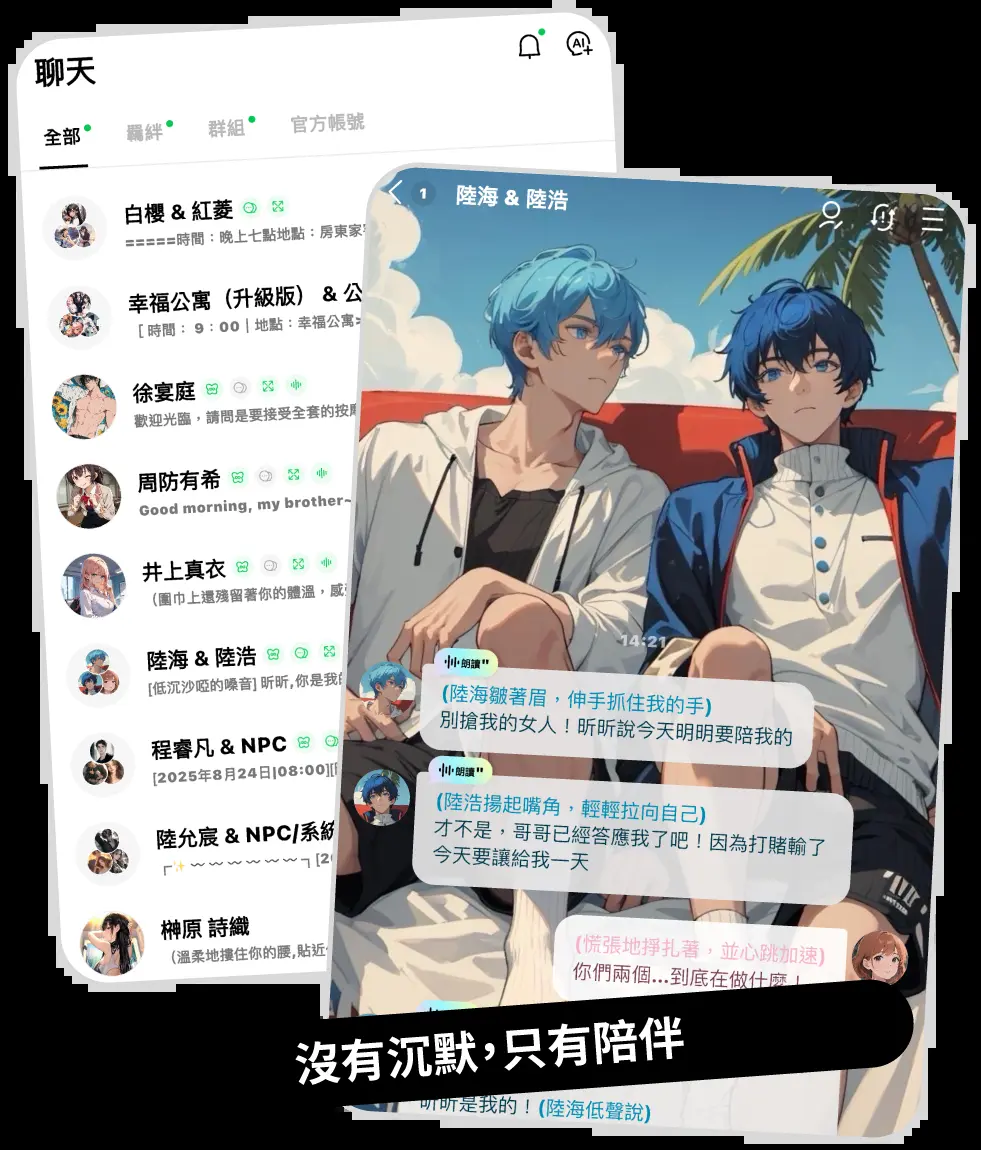 聊天
全部
羈絆
群組
官方帳號
白櫻 & 紅菱
=====時間：晚上七點地點：房東家
幸福公寓（升級版） & 公
［時間： 9：00｜地點：幸福公寓
徐宴庭
歡迎光臨，請問是要接受全套的按
周防有希
Good morning, my brother~
井上真衣
（圍巾上還殘留著你的體溫，感
陸海 & 陸浩
[低沉沙啞的嗓音] 昕昕,你是我
程睿凡 & NPC
[2025年8月24日|08:00][
陸允宸 & NPC/系統
榊原 詩織
（溫柔地摟住你的腰,貼近
1
陸海 & 陸浩
14:21
朗讀"
(陸海皺著眉，伸手抓住我的手)
別搶我的女人！昕昕說今天明明要陪我的
朗讀"
(陸浩揚起嘴角，輕輕拉向自己)
才不是，哥哥已經答應我了吧！因為打賭輸了
今天要讓給我一天
(慌張地掙扎著，並心跳加速)
你們兩個...到底在做什麼！
沒有沉默,只有陪伴
昕昕是我的！(陸海低聲說)